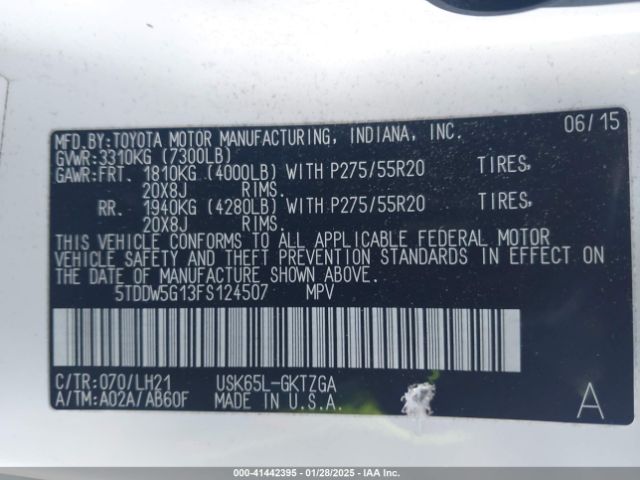 MFD.BY:TOYOTA MOTOR MANUFACTURING, INDIANA, INC. 06/15
GVWR:3310KG (7300LB)
GAWR:FRT. 1810KG (4000LB) WITH P275/55R20 TIRES,
20X8J RIMS.
RR. 1940KG (4280LB) WITH P275/55R20 TIRES,
20X8J RIMS.
THIS VEHICLE CONFORMS TO ALL APPLICABLE FEDERAL MOTOR
VEHICLE SAFETY AND THEFT PREVENTION STANDARDS IN EFFECT ON
THE DATE OF MANUFACTURE SHOWN ABOVE.
5TDDW5G13FS124507 MPV
C/TR:070/LH21 USK65L-GKTZGA
A/TM:A02A/AB60F MADE IN U.S.A. A
000-41442395 - 01/28/2025 - IAA Inc.